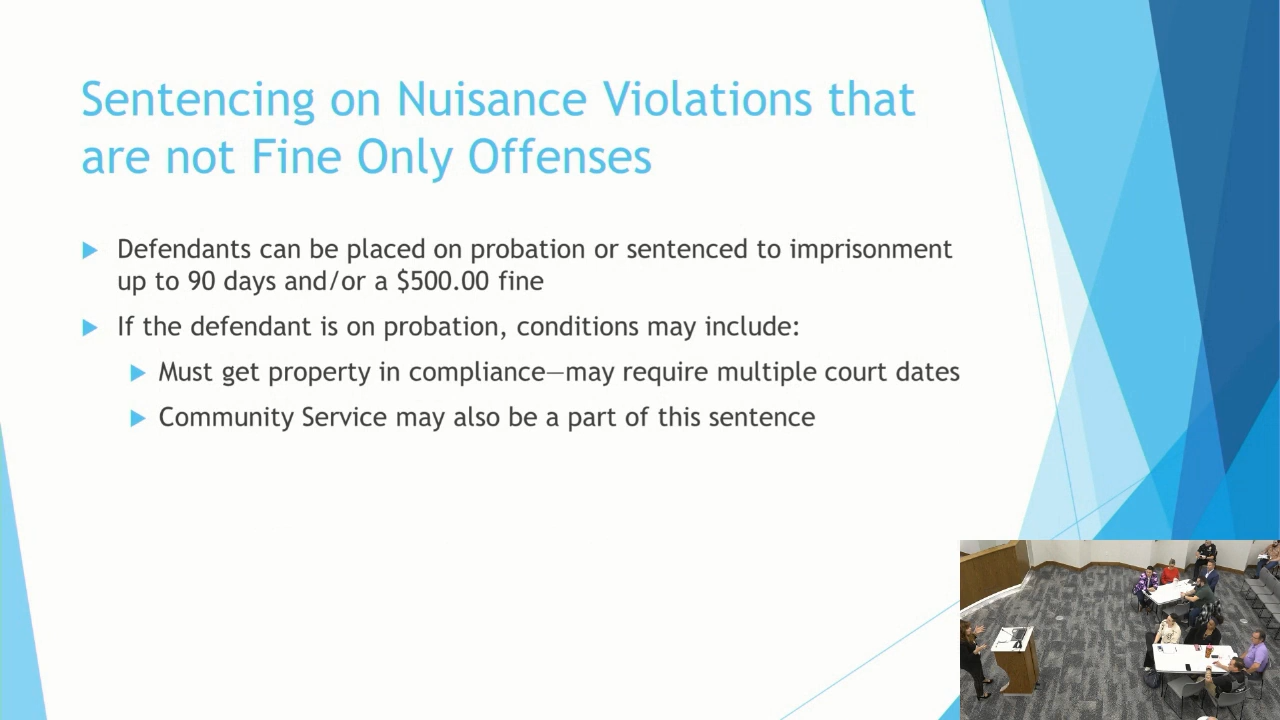 Sentencing on Nuisance Violations that
are not Fine Only Offenses
Defendants can be placed on probation or sentenced to imprisonment
up to 90 days and/or a $500.00 fine
If the defendant is on probation, conditions may include:
Must get property in compliance—may require multiple court dates
Community Service may also be a part of this sentence